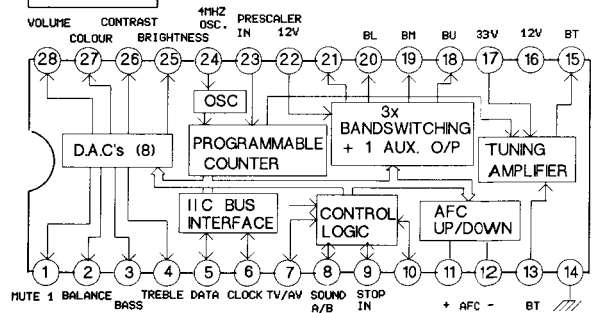 VOLUME CONTRAST 4MHZ OSC. PRESCALER IN 12V BL BM BU 33V 12V BT
COLOUR BRIGHTNESS
28 27 26 25 24 23 22 21 20 19 18 17 16 15
OSC
D.A.C's (8)
PROGRAMMABLE
COUNTER
3x
BANDSWITCHING
+ 1 AUX. O/P
TUNING
AMPLIFIER
IIC BUS
INTERFACE
CONTROL
LOGIC
AFC
UP/DOWN
1 2 3 4 5 6 7 8 9 10 11 12 13 14
MUTE 1 BALANCE BASS TREBLE DATA CLOCK TV/AV SOUND A/B STOP IN + AFC - BT